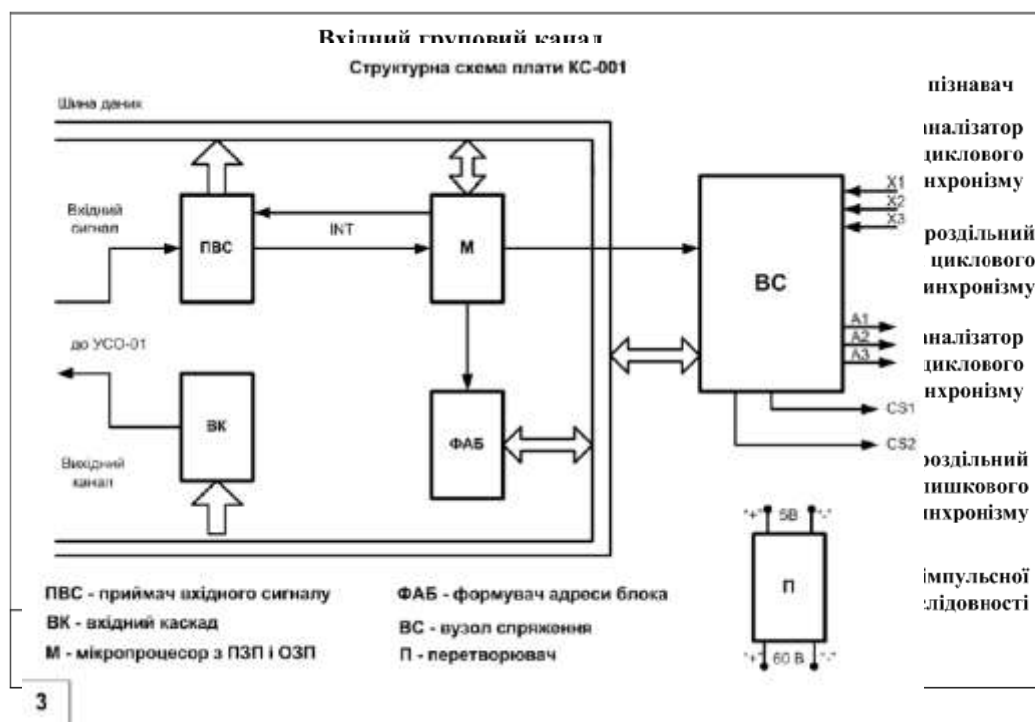 Вхідний груповий канал
Структурна схема плати КС-001
Шина даних
пізнавач
аналізатор
циклового
инхронізму
Вхідний
сигнал
INT
ПВС
М
ВС
X1
X2
X3
роздільний
циклового
инхронізму
до УСО-01
A1
A2
A3
аналізатор
циклового
инхронізму
ВК
ФАБ
CS1
CS2
Вихідний
канал
роздільний
лишкового
инхронізму
"+" 5В "-"
П
"+" 60 В "-"
імпульсної
слідовності
ПВС - приймач вхідного сигналу
ВК - вхідний каскад
М - мікропроцесор з ПЗП і ОЗП
ФАБ - формувач адреси блока
ВС - вузол спряження
П - перетворювач
3